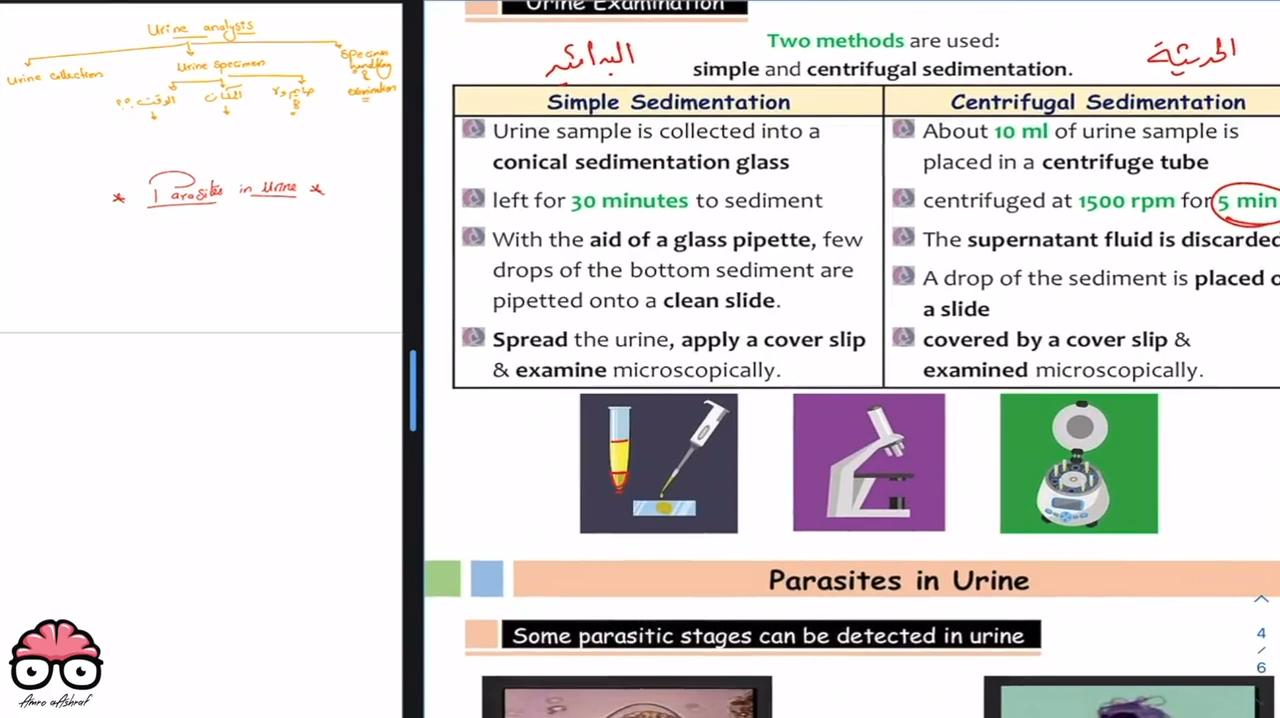 Urine analysis
Urine collection
Urine specimen
Specimen handling & examination
الوقت ؟؟
المكان
* Parasites in Urine *
Amro aAshraf
Urine Examination
Two methods are used:
simple and centrifugal sedimentation.
البدائية
الحديثة
Simple Sedimentation
Urine sample is collected into a
conical sedimentation glass
left for 30 minutes to sediment
With the aid of a glass pipette, few
drops of the bottom sediment are
pipetted onto a clean slide.
Spread the urine, apply a cover slip
& examine microscopically.
Centrifugal Sedimentation
About 10 ml of urine sample is
placed in a centrifuge tube
centrifuged at 1500 rpm for 5 min
The supernatant fluid is discarded
A drop of the sediment is placed o
a slide
covered by a cover slip &
examined microscopically.
Parasites in Urine
Some parasitic stages can be detected in urine
4
/
6